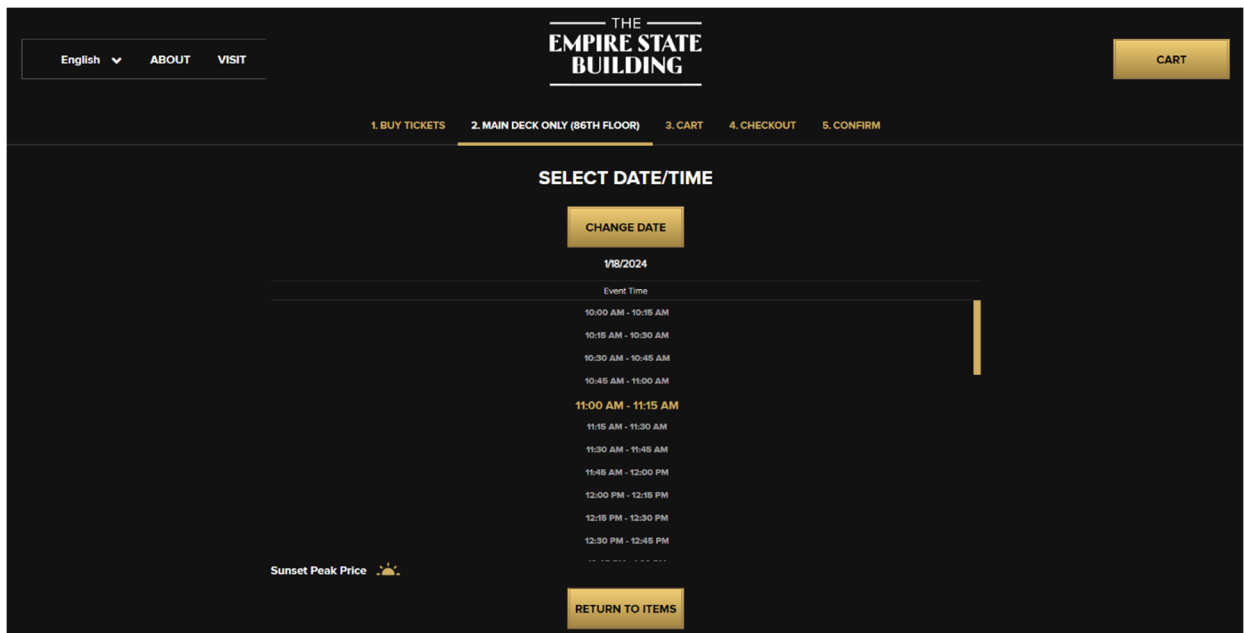 THE
EMPIRE STATE
BUILDING
English ABOUT VISIT
CART
1. BUY TICKETS 2. MAIN DECK ONLY (86TH FLOOR) 3. CART 4. CHECKOUT 5. CONFIRM
SELECT DATE/TIME
CHANGE DATE
1/18/2024
Event Time
10:00 AM - 10:15 AM
10:15 AM - 10:30 AM
10:30 AM - 10:45 AM
10:45 AM - 11:00 AM
11:00 AM - 11:15 AM
11:15 AM - 11:30 AM
11:30 AM - 11:45 AM
11:45 AM - 12:00 PM
12:00 PM - 12:15 PM
12:15 PM - 12:30 PM
12:30 PM - 12:45 PM
Sunset Peak Price
RETURN TO ITEMS